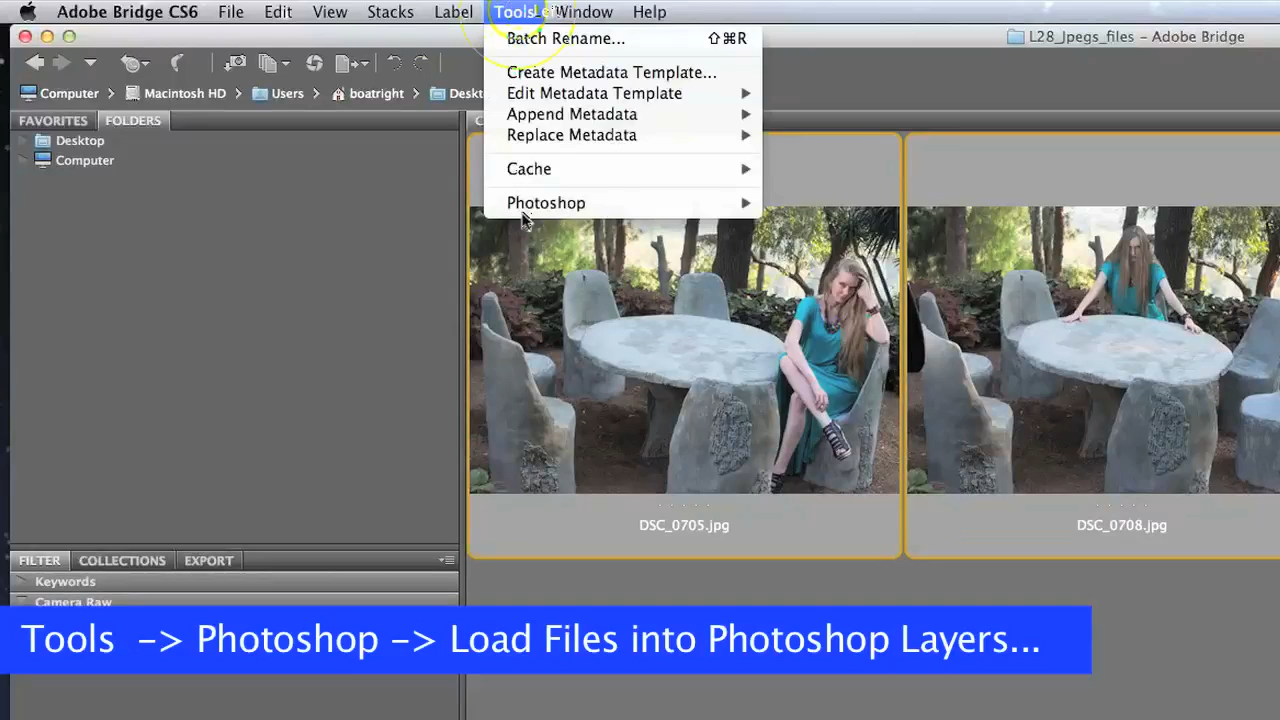 Adobe Bridge CS6 File Edit View Stacks Label Tools Window Help
L28_Jpegs_files - Adobe Bridge
Batch Rename... ⇧⌘R
Create Metadata Template...
Edit Metadata Template
Append Metadata
Replace Metadata
Cache
Photoshop
Computer Macintosh HD Users boatright
FAVORITES FOLDERS
Desktop
Computer
DSC_0705.jpg DSC_0708.jpg
FILTER COLLECTIONS EXPORT
Keywords
Camera Raw
Tools -> Photoshop -> Load Files into Photoshop Layers...